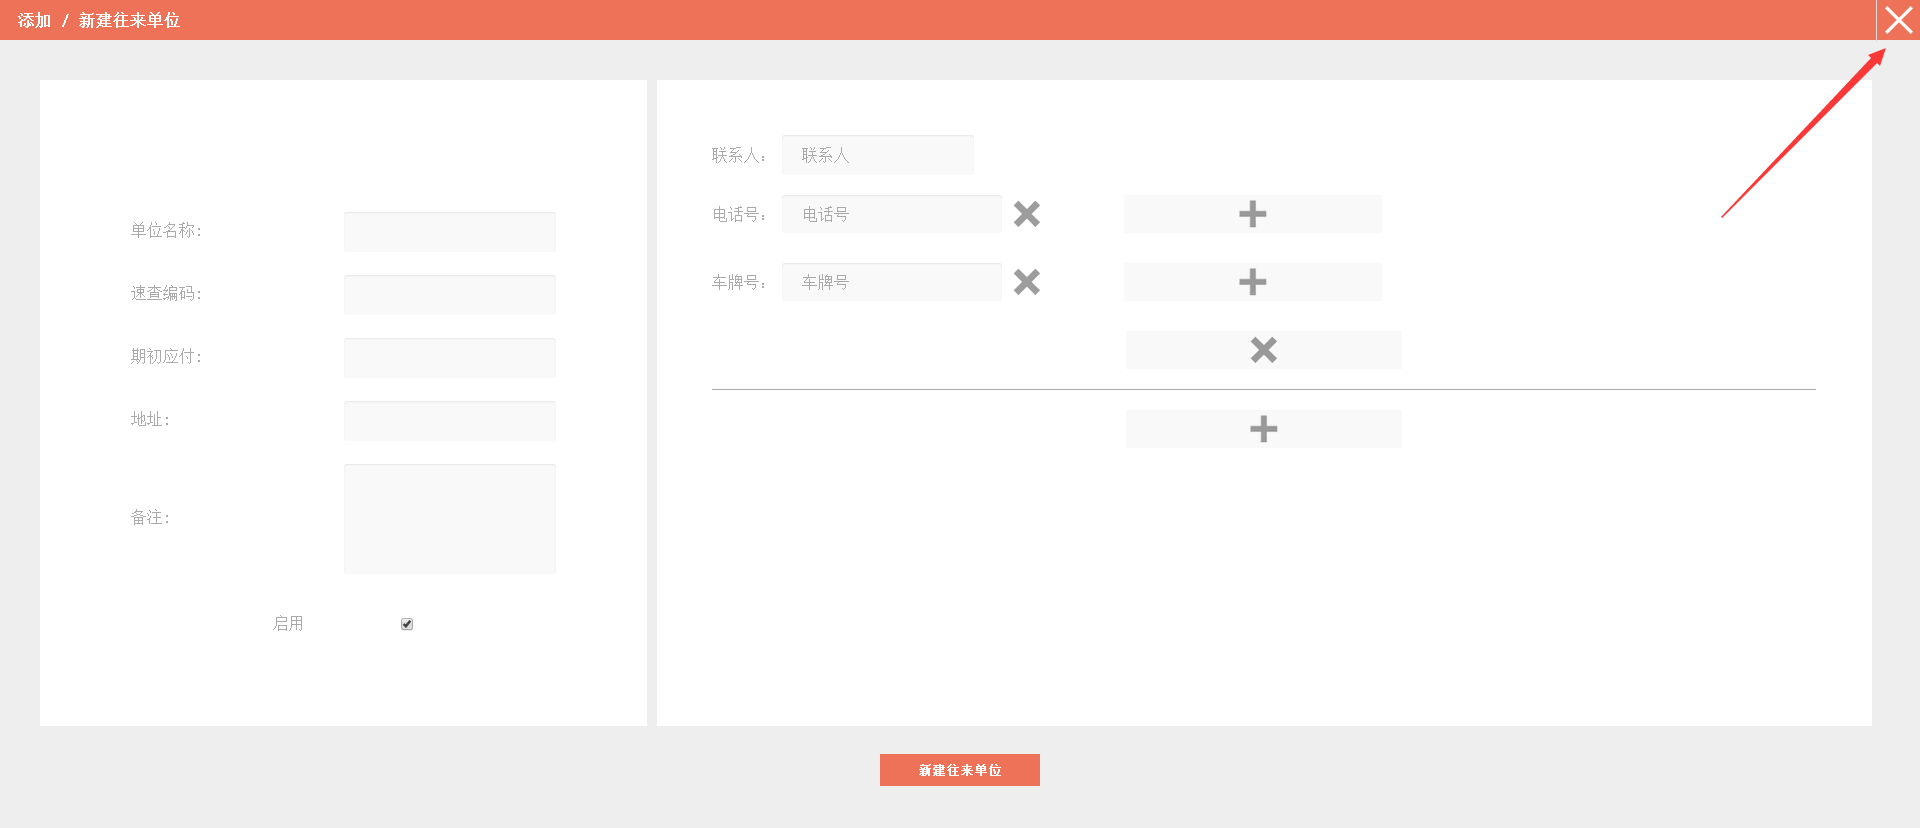 添加 / 新建往来单位
单位名称:
速查编码:
期初应付:
地址:
备注:
启用
联系人: 联系人
电话号: 电话号
车牌号: 车牌号
新建往来单位